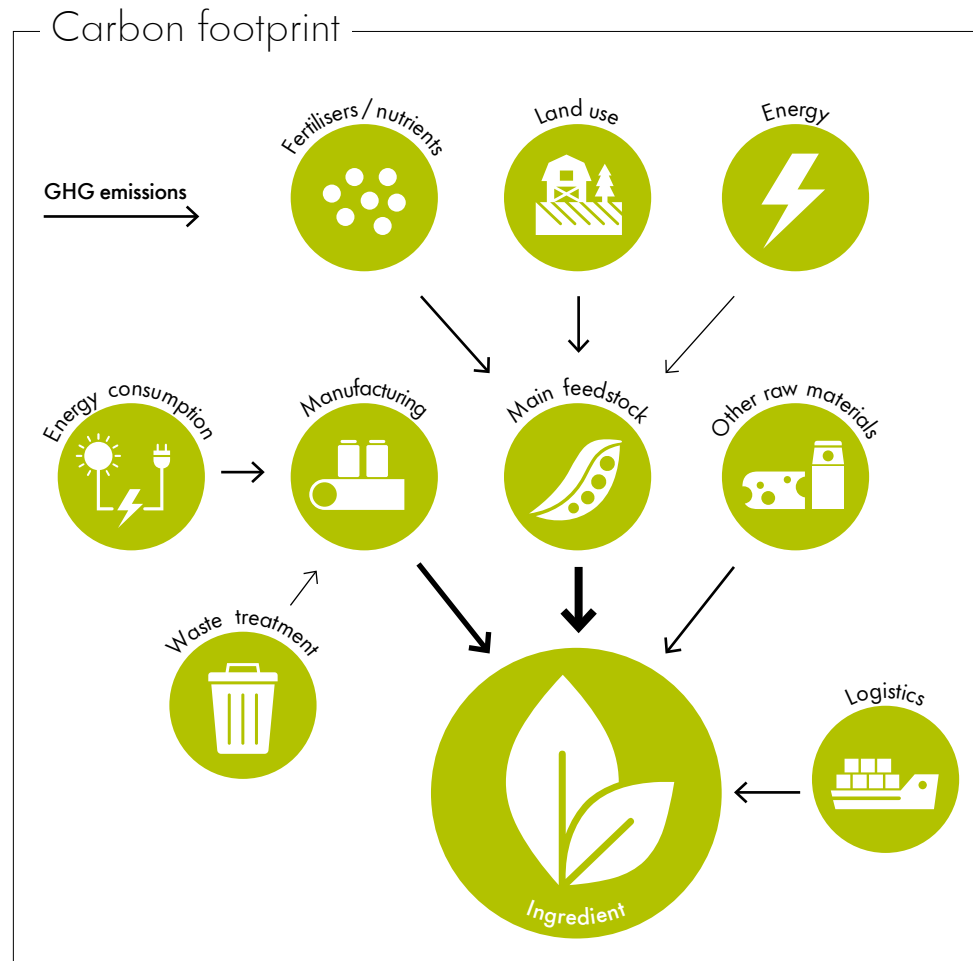 Carbon footprint
Fertilisers / nutrients
Land use
Energy
GHG emissions
Energy consumption
Manufacturing
Main feedstock
Other raw materials
Waste treatment
Logistics
Ingredient